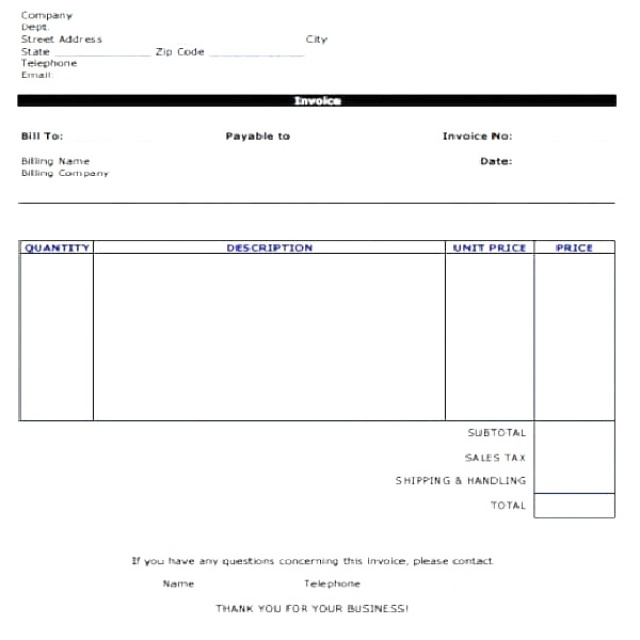 Company
Dept.
Street Address City
State ____________ Zip Code ____________
Telephone
Email:
Invoice
Bill To: Payable to Invoice No:
Billing Name Date:
Billing Company
QUANTITY DESCRIPTION UNIT PRICE PRICE
SUBTOTAL
SALES TAX
SHIPPING & HANDLING
TOTAL
If you have any questions concerning this invoice, please contact
Name Telephone
THANK YOU FOR YOUR BUSINESS!